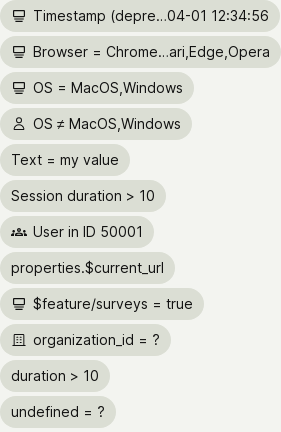 Timestamp (depre...04-01 12:34:56
Browser = Chrome...ari,Edge,Opera
OS = MacOS,Windows
OS ≠ MacOS,Windows
Text = my value
Session duration > 10
User in ID 50001
properties.$current_url
$feature/surveys = true
organization_id = ?
duration > 10
undefined = ?